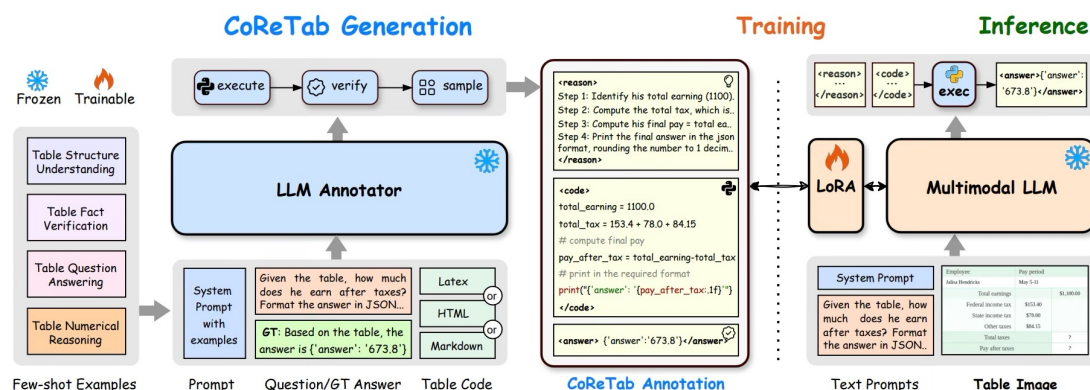 CoReTab Generation
Training
Inference
Frozen
Trainable
execute
verify
sample
Table Structure
Understanding
Table Fact
Verification
Table Question
Answering
Table Numerical
Reasoning
Few-shot Examples
LLM Annotator
System
Prompt
with
examples
Given the table, how much
does he earn after taxes?
Format the answer in JSON...
GT: Based on the table, the
answer is {'answer': '673.8'}
Latex
or
HTML
or
Markdown
Prompt
Question/GT Answer
Table Code
<reason>
Step 1: Identify his total earning (1100).
Step 2: Compute the total tax, which is..
Step 3: Compute his final pay = total ea..
Step 4: Print the final answer in the json
format, rounding the number to 1 decim..
</reason>
<code>
total_earning = 1100.0
total_tax = 153.4 + 78.0 + 84.15
# compute final pay
pay_after_tax = total_earning-total_tax
# print in the required format
print("{'answer': '{pay_after_tax:.1f}'")
</code>
<answer> {'answer':'673.8'}</answer>
CoReTab Annotation
<reason>
...
</reason>
<code>
...
</code>
exec
<answer>{'answer':
'673.8'}</answer>
LoRA
Multimodal LLM
System Prompt
Given the table, how
much does he earn
after taxes? Format
the answer in JSON..
Employee Pay period
Jalisa Hendricks May 5-11
Total earnings $1,100.00
Federal income tax $153.40
State income tax $78.00
Other taxes $84.15
Total taxes ?
Pay after taxes ?
Text Prompts
Table Image